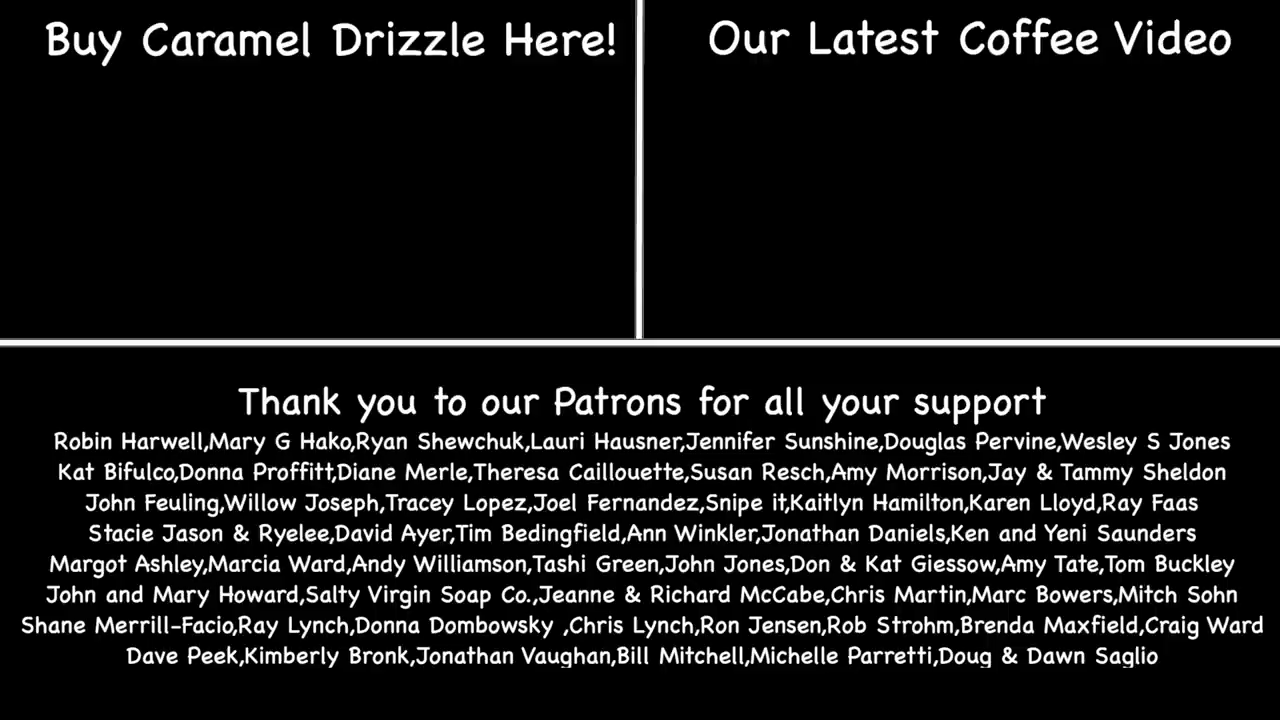 Buy Caramel Drizzle Here!
Our Latest Coffee Video
Thank you to our Patrons for all your support
Robin Harwell,Mary G Hako,Ryan Shewchuk,Lauri Hausner,Jennifer Sunshine,Douglas Pervine,Wesley S Jones
Kat Bifulco,Donna Proffitt,Diane Merle,Theresa Caillouette,Susan Resch,Amy Morrison,Jay & Tammy Sheldon
John Feuling,Willow Joseph,Tracey Lopez,Joel Fernandez,Snipe it,Kaitlyn Hamilton,Karen Lloyd,Ray Faas
Stacie Jason & Ryelee,David Ayer,Tim Bedingfield,Ann Winkler,Jonathan Daniels,Ken and Yeni Saunders
Margot Ashley,Marcia Ward,Andy Williamson,Tashi Green,John Jones,Don & Kat Giessow,Amy Tate,Tom Buckley
John and Mary Howard,Salty Virgin Soap Co.,Jeanne & Richard McCabe,Chris Martin,Marc Bowers,Mitch Sohn
Shane Merrill-Facio,Ray Lynch,Donna Dombowsky ,Chris Lynch,Ron Jensen,Rob Strohm,Brenda Maxfield,Craig Ward
Dave Peek,Kimberly Bronk,Jonathan Vaughan,Bill Mitchell,Michelle Parretti,Doug & Dawn Saglio